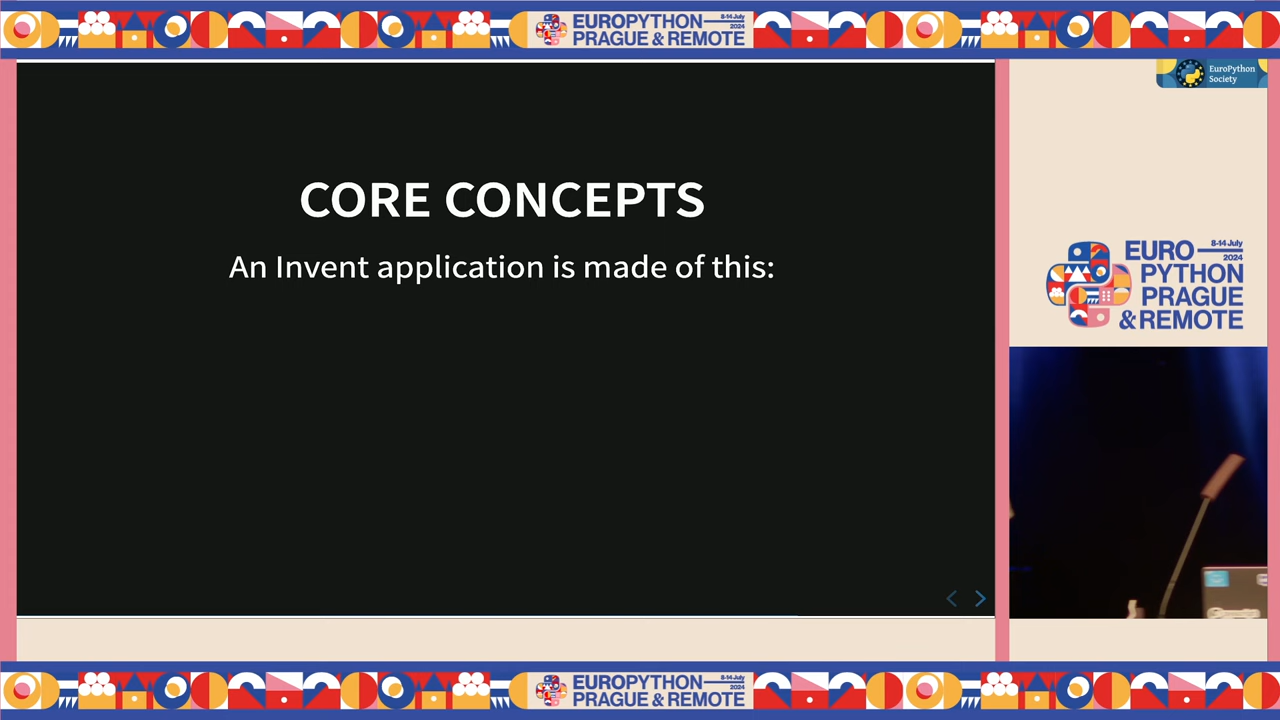 EUROPYTHON
8-14 July
2024
PRAGUE & REMOTE
EuroPython
Society
CORE CONCEPTS
An Invent application is made of this:
EURO
8-14 July
2024
PYTHON
PRAGUE
& REMOTE
EUROPYTHON
8-14 July
2024
PRAGUE & REMOTE